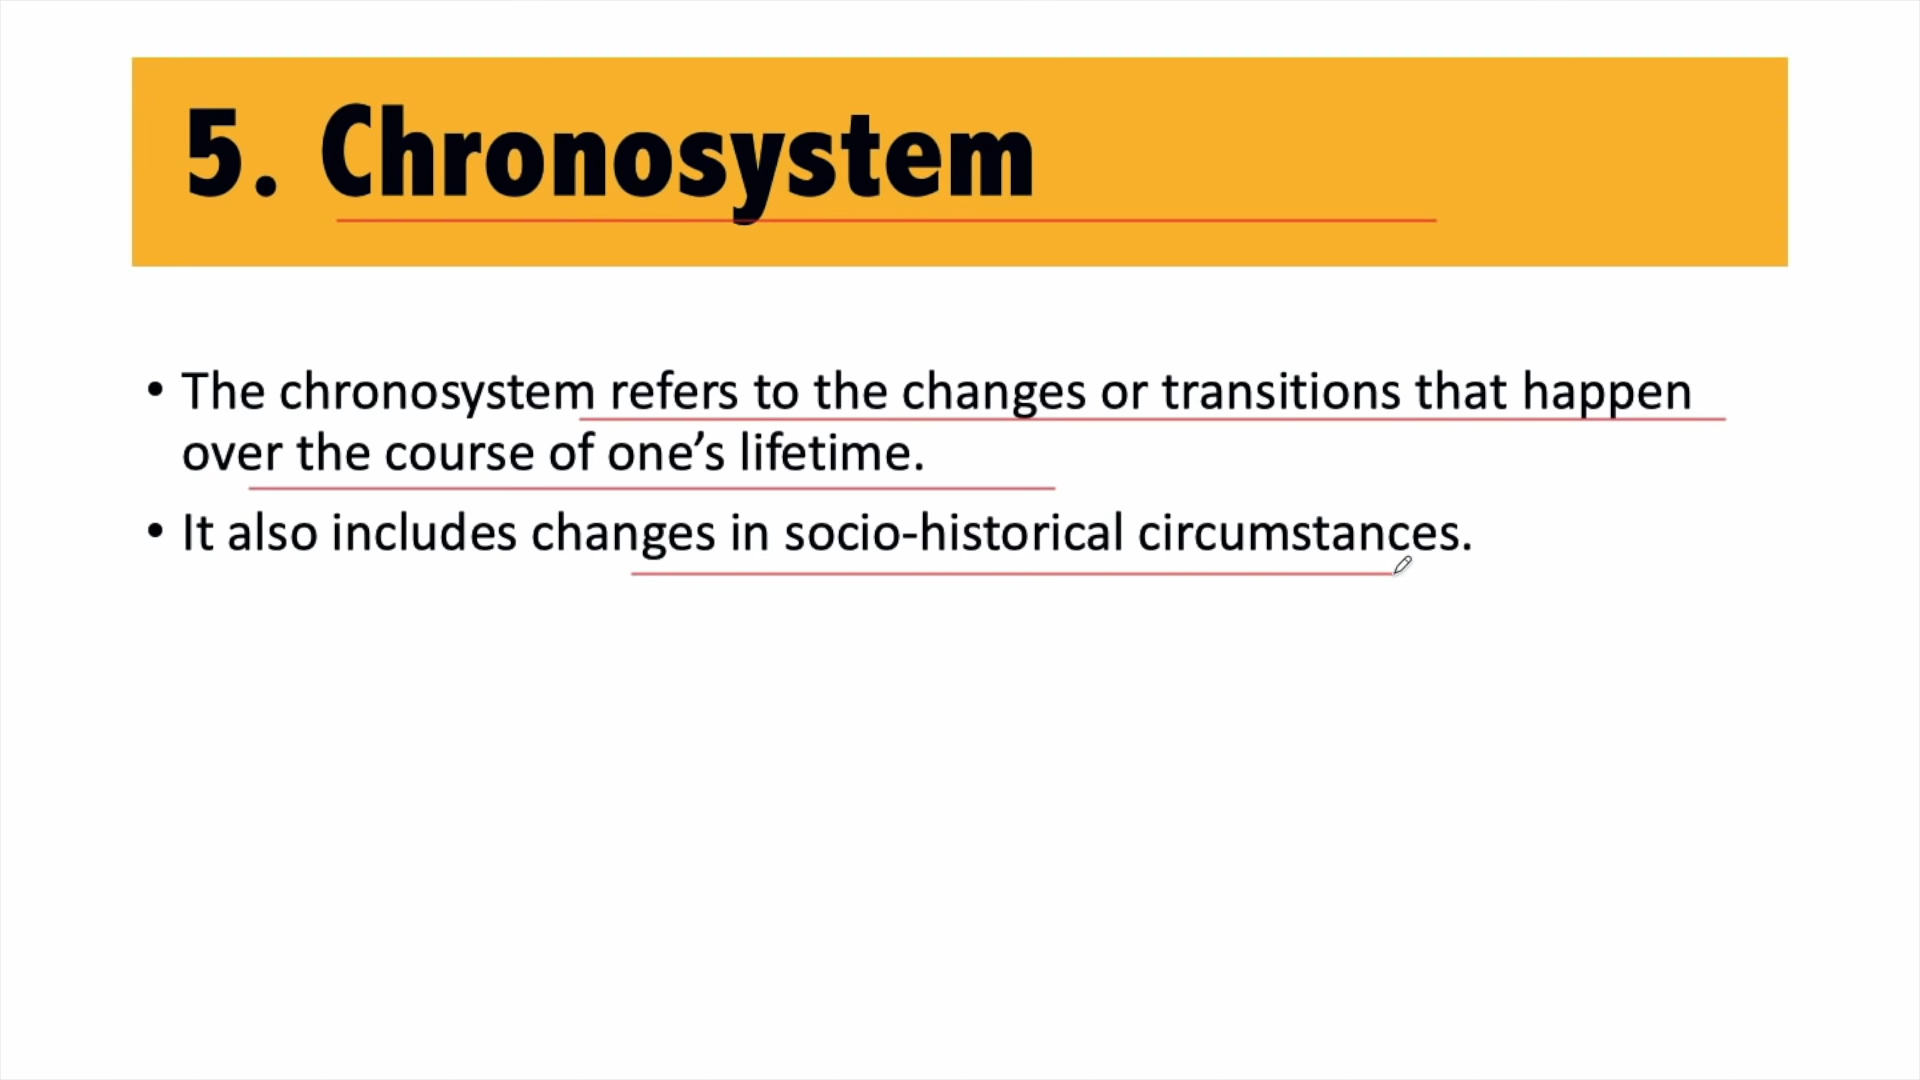 5. Chronosystem
• The chronosystem refers to the changes or transitions that happen
over the course of one’s lifetime.
• It also includes changes in socio-historical circumstances.